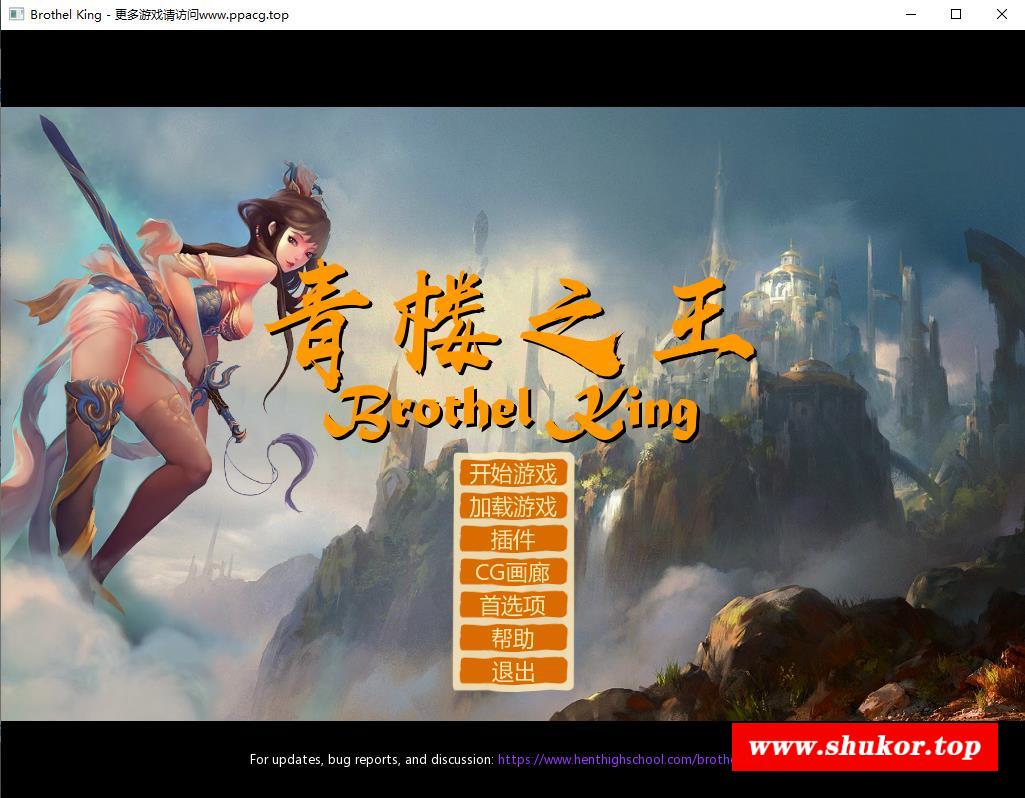 Brothel King - 更多游戏请访问www.ppacg.top
青楼之王
Brothel King
开始游戏
加载游戏
插件
CG画廊
首选项
帮助
退出
For updates, bug reports, and discussion: https://www.henthighschool.com/broth
www.shukor.top